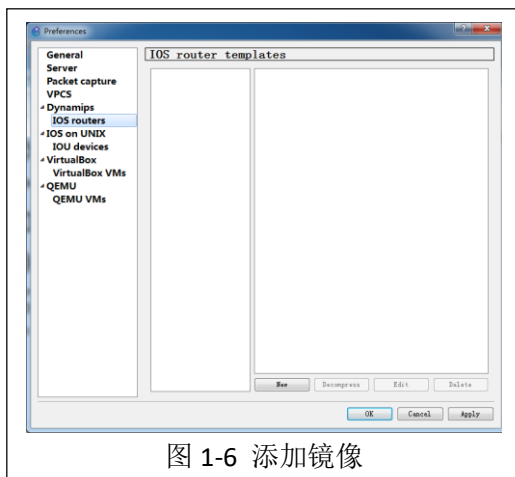 Preferences
General
Server
Packet capture
VPCS
Dynamips
IOS routers
IOS on UNIX
IOU devices
VirtualBox
VirtualBox VMs
QEMU
QEMU VMs
IOS router templates
New Decompress Edit Delete
OK Cancel Apply
图 1-6 添加镜像